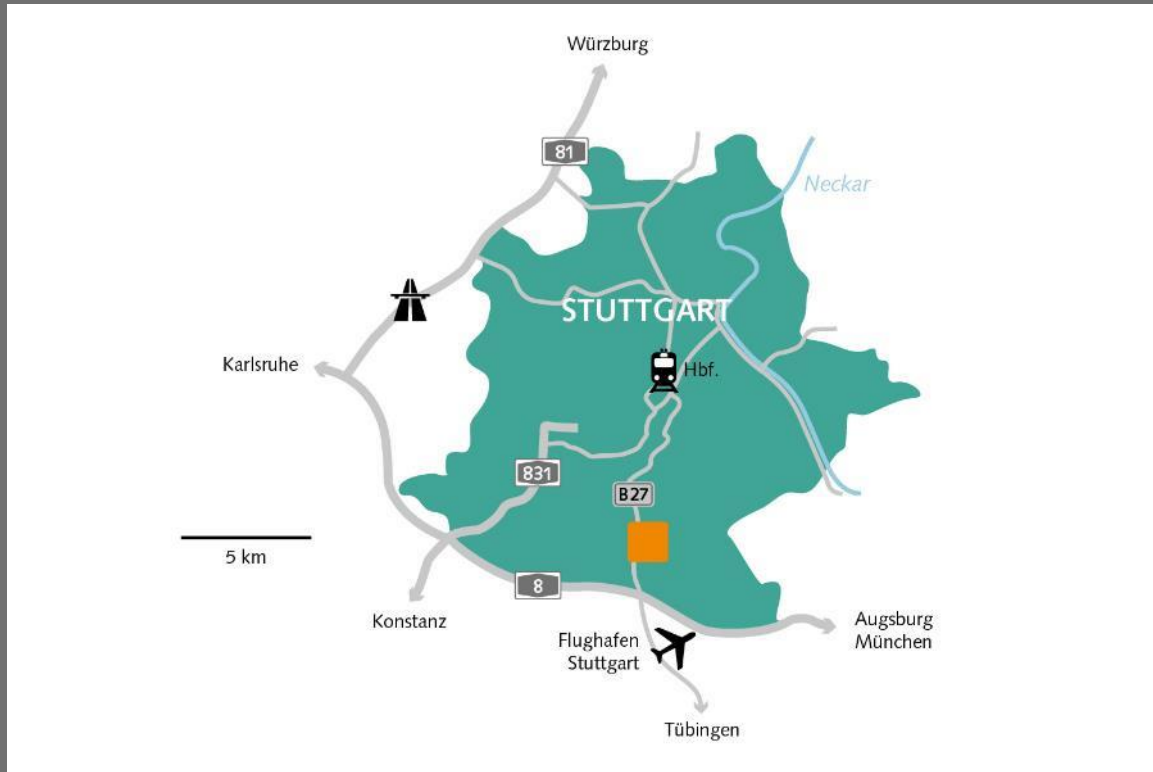 Würzburg
81
Neckar
STUTTGART
Karlsruhe
Hbf.
831
B27
5 km
8
Konstanz
Augsburg
München
Flughafen
Stuttgart
Tübingen